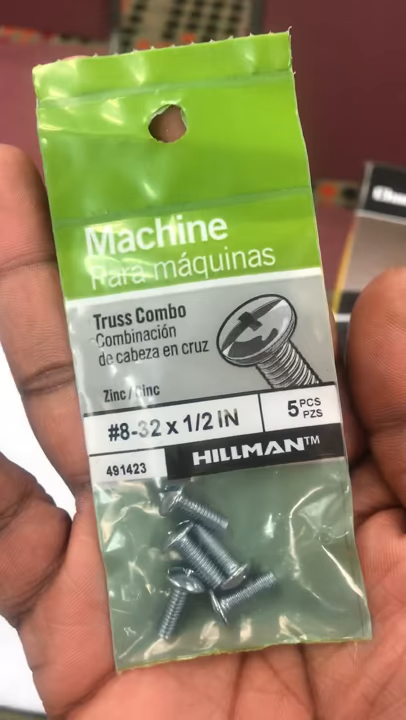 Machine
Para máquinas
Truss Combo
Combinación
de cabeza en cruz
Zinc / Cinc
#8-32 x 1/2 IN
5 PCS
PZS
491423
HILLMAN™